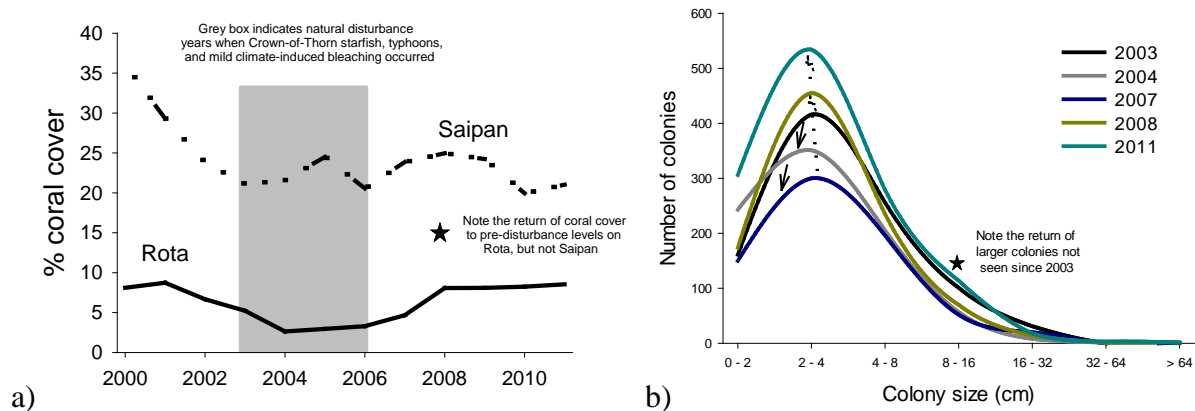 Grey box indicates natural disturbance
years when Crown-of-Thorn starfish, typhoons,
and mild climate-induced bleaching occurred
% coral cover
40
35
30
25
20
15
10
5
0
Saipan
Note the return of coral cover
to pre-disturbance levels on
Rota, but not Saipan
Rota
2000 2002 2004 2006 2008 2010
a)
Number of colonies
600
500
400
300
200
100
0
2003
2004
2007
2008
2011
Note the return of
larger colonies not
seen since 2003
0 - 2 2 - 4 4 - 8 8 - 16 16 - 32 32 - 64 > 64
Colony size (cm)
b)